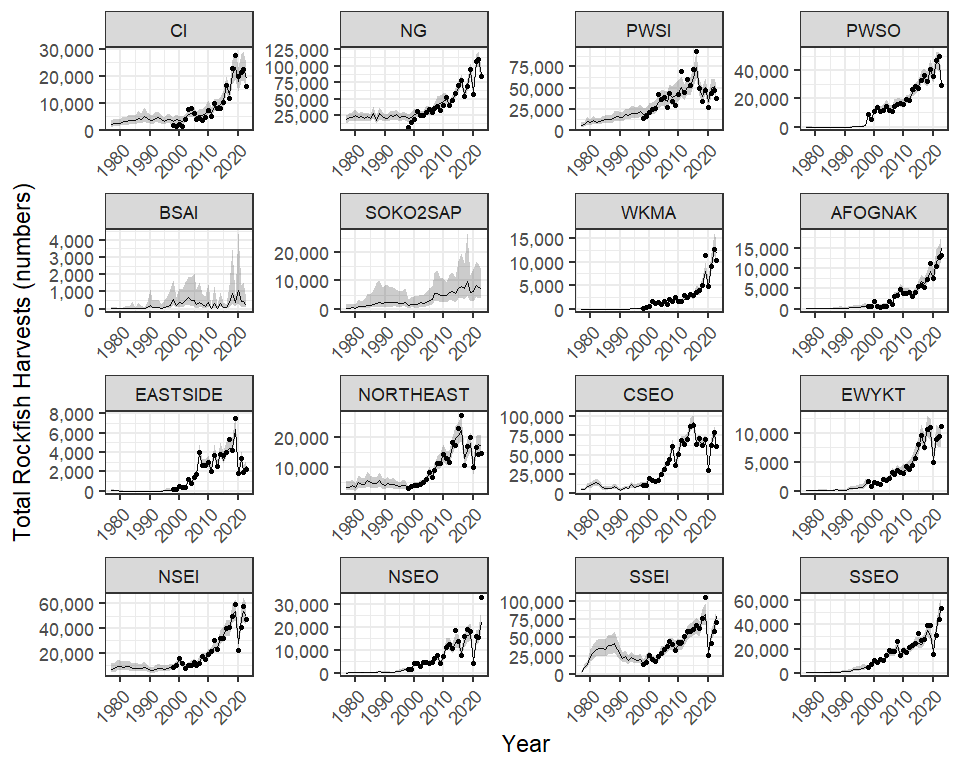 Total Rockfish Harvests (numbers)
CI
30,000
20,000
10,000
0
1980 1990 2000 2010 2020
NG
125,000
100,000
75,000
50,000
25,000
1980 1990 2000 2010 2020
PWSI
75,000
50,000
25,000
0
1980 1990 2000 2010 2020
PWSO
40,000
20,000
0
1980 1990 2000 2010 2020
BSAI
4,000
3,000
2,000
1,000
0
1980 1990 2000 2010 2020
SOKO2SAP
20,000
10,000
0
1980 1990 2000 2010 2020
WKMA
15,000
10,000
5,000
0
1980 1990 2000 2010 2020
AFOGNAK
15,000
10,000
5,000
0
1980 1990 2000 2010 2020
EASTSIDE
8,000
6,000
4,000
2,000
0
1980 1990 2000 2010 2020
NORTHEAST
20,000
10,000
1980 1990 2000 2010 2020
CSEO
100,000
75,000
50,000
25,000
0
1980 1990 2000 2010 2020
EWYKT
10,000
5,000
0
1980 1990 2000 2010 2020
NSEI
60,000
40,000
20,000
1980 1990 2000 2010 2020
NSEO
30,000
20,000
10,000
0
1980 1990 2000 2010 2020
SSEI
100,000
75,000
50,000
25,000
0
1980 1990 2000 2010 2020
SSEO
60,000
40,000
20,000
0
1980 1990 2000 2010 2020
Year